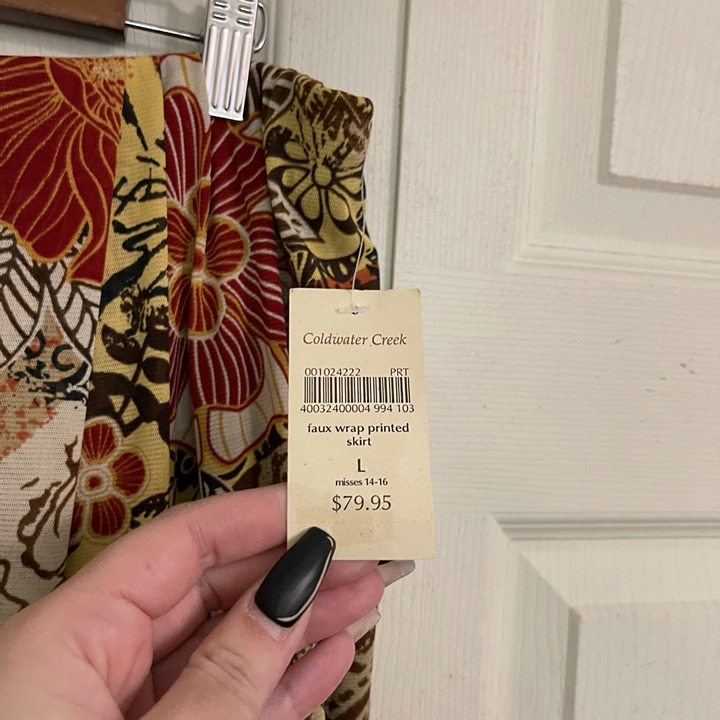 Coldwater Creek
001024222 PRT
40032400004 994 103
faux wrap printed
skirt
L
misses 14-16
$79.95